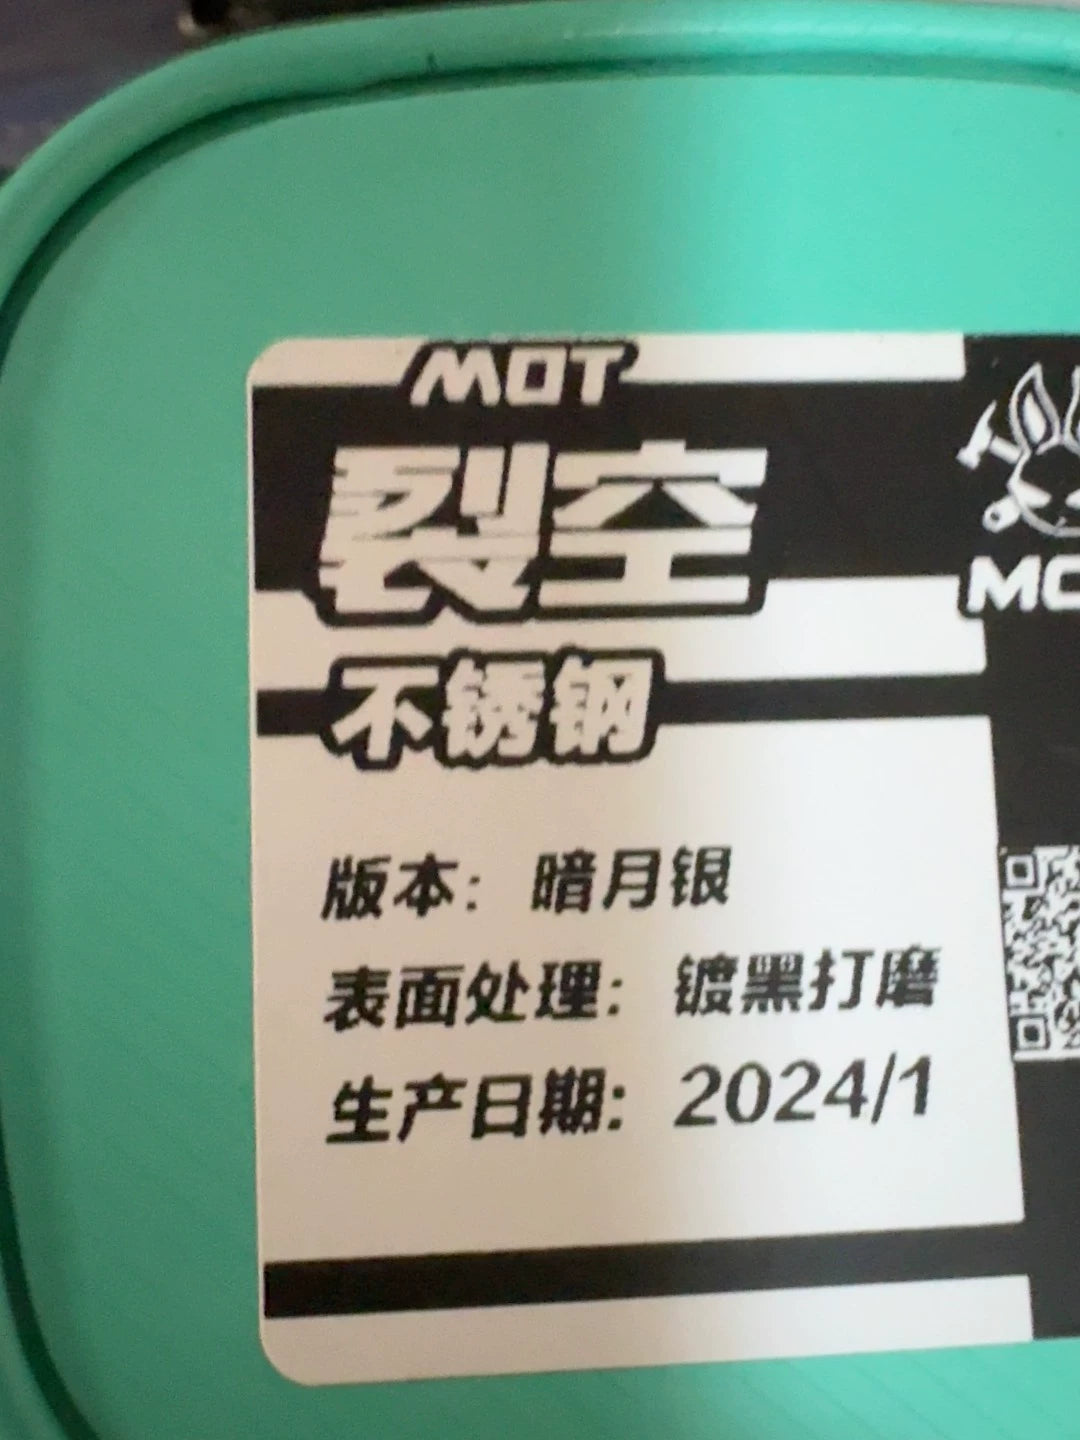 MOT
裂空
不锈钢
版本：暗月银
表面处理：镀黑打磨
生产日期：2024/1